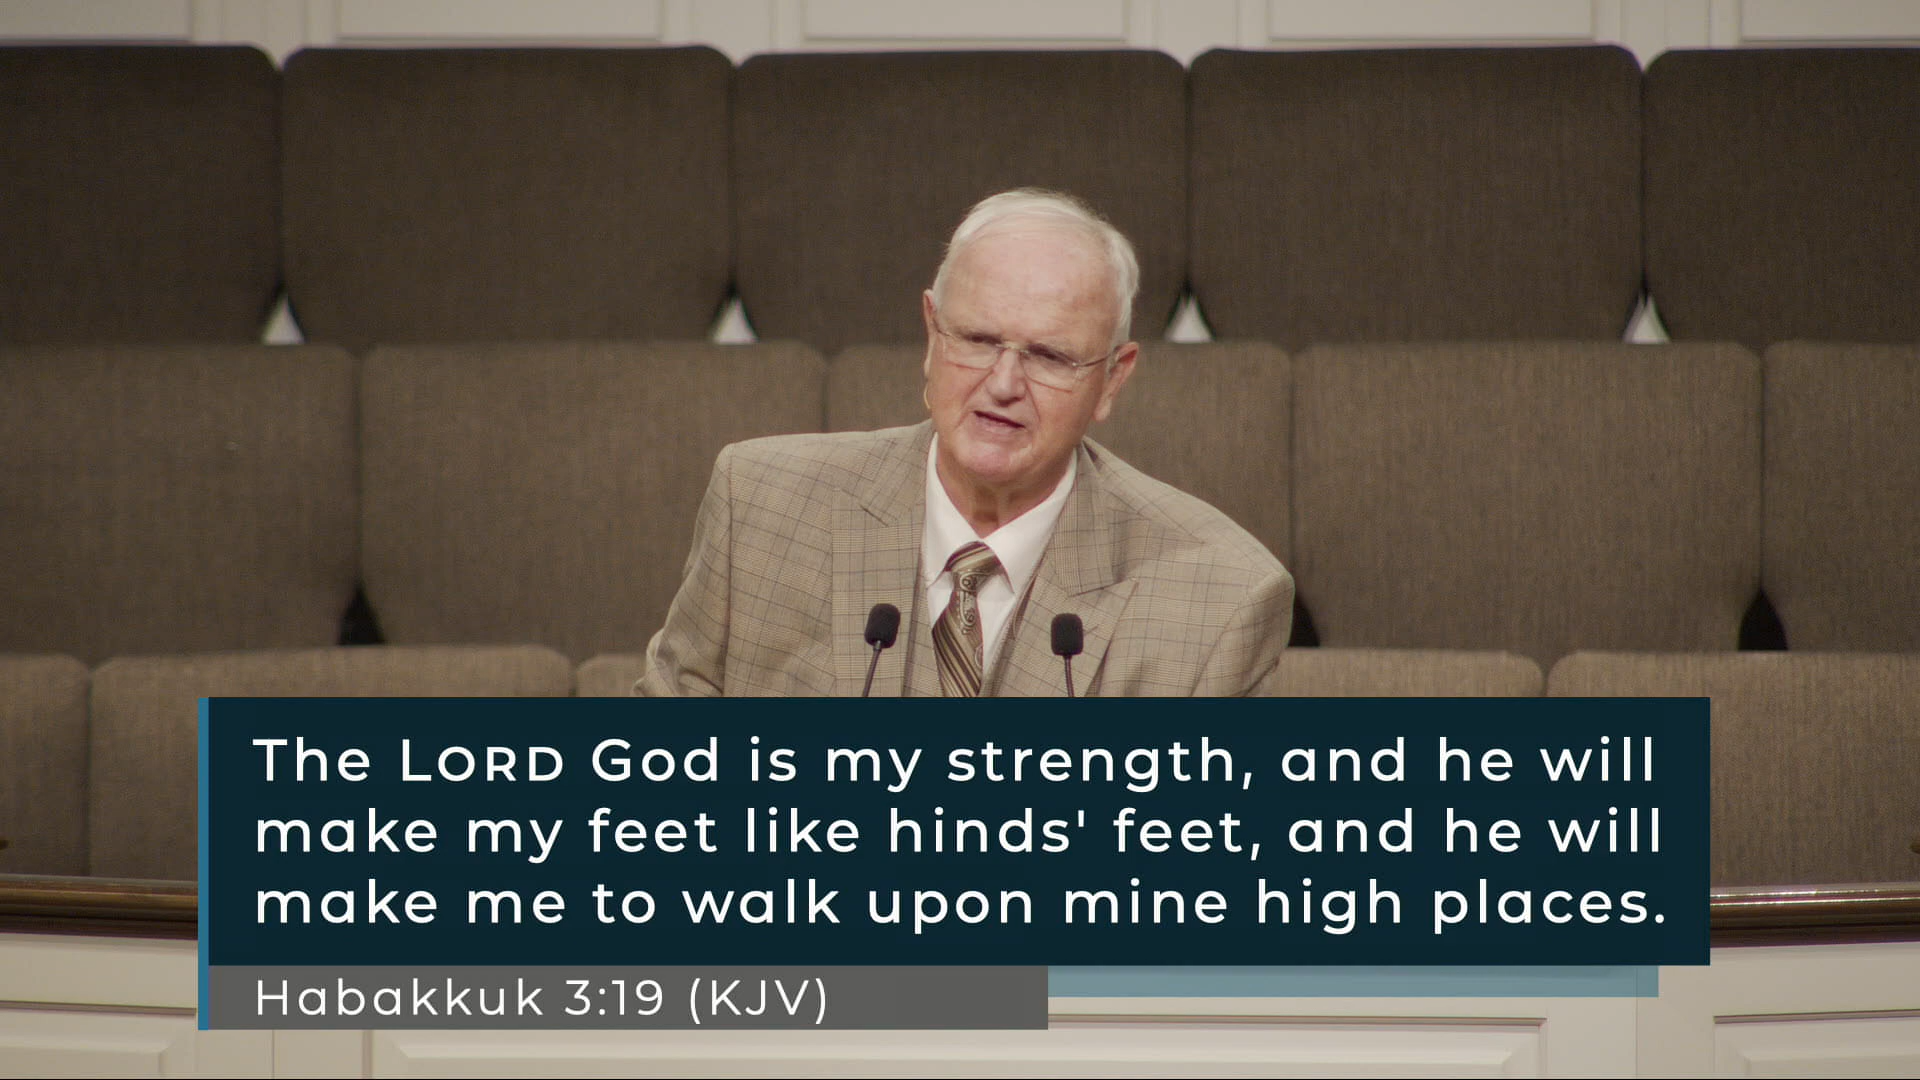 The LORD God is my strength, and he will
make my feet like hinds' feet, and he will
make me to walk upon mine high places.
Habakkuk 3:19 (KJV)